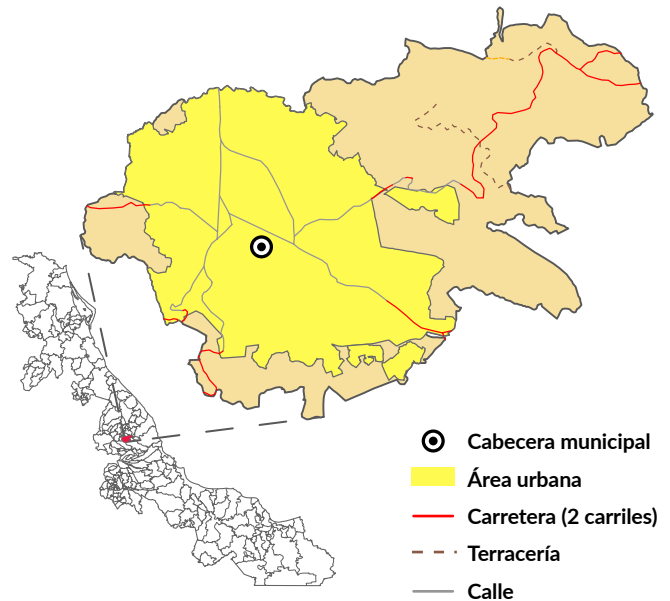 Cabecera municipal
Área urbana
Carretera (2 carriles)
Terracería
Calle